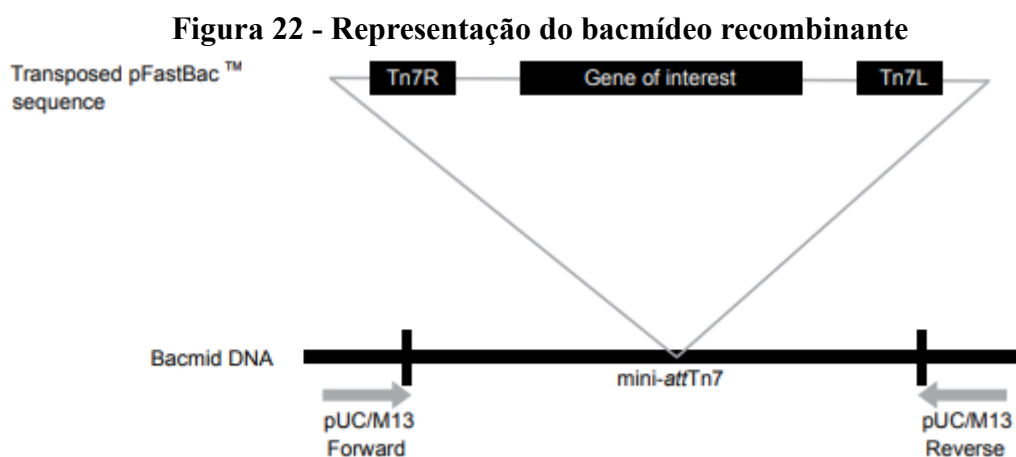 Figura 22 - Representação do bacmídeo recombinante
Transposed pFastBac ™
sequence
Tn7R
Gene of interest
Tn7L
Bacmid DNA
mini-attTn7
pUC/M13
Forward
pUC/M13
Reverse